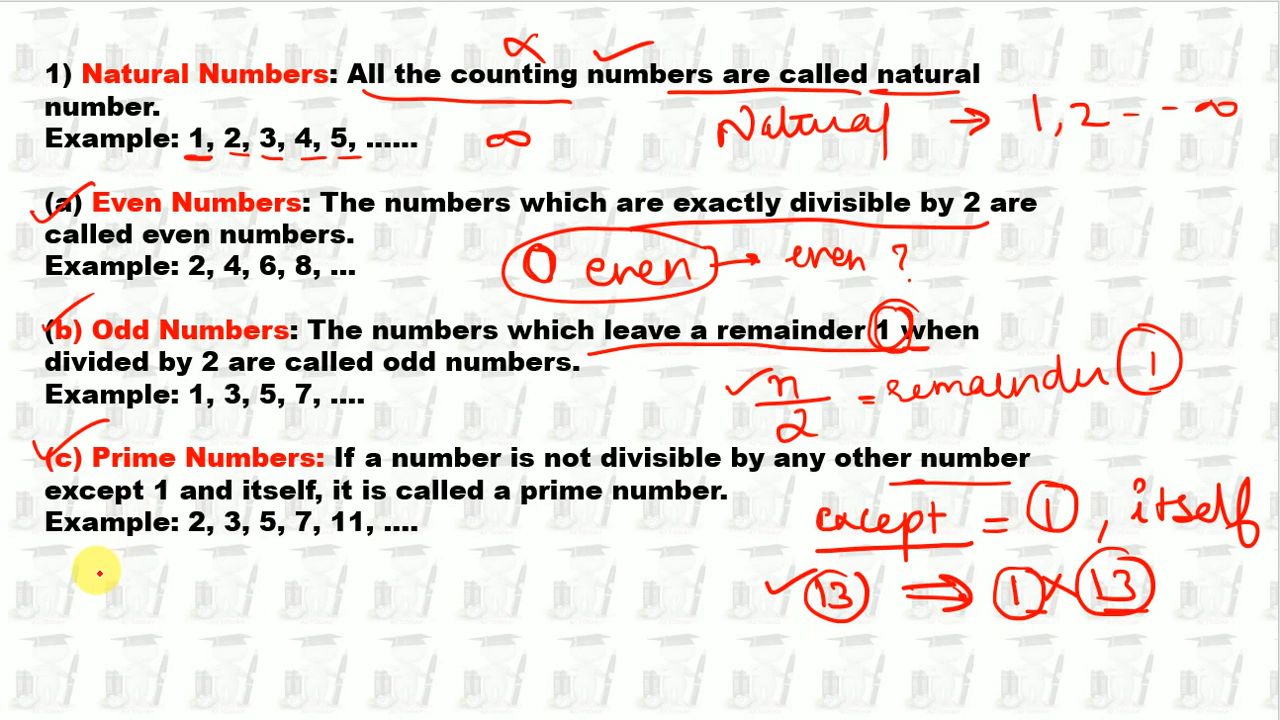 ∝ ✓
1) Natural Numbers: All the counting numbers are called natural
number.
Natural → 1, 2 - - - ∞
Example: 1, 2, 3, 4, 5, ......
∞
(a) Even Numbers: The numbers which are exactly divisible by 2 are
called even numbers.
Example: 2, 4, 6, 8, ...
0 even → even ?
(b) Odd Numbers: The numbers which leave a remainder 1 when
divided by 2 are called odd numbers.
Example: 1, 3, 5, 7, ....
n/2 = remainder 1
(c) Prime Numbers: If a number is not divisible by any other number
except 1 and itself, it is called a prime number.
Example: 2, 3, 5, 7, 11, ....
except = 1, itself
13 ⇒ 1 × 13